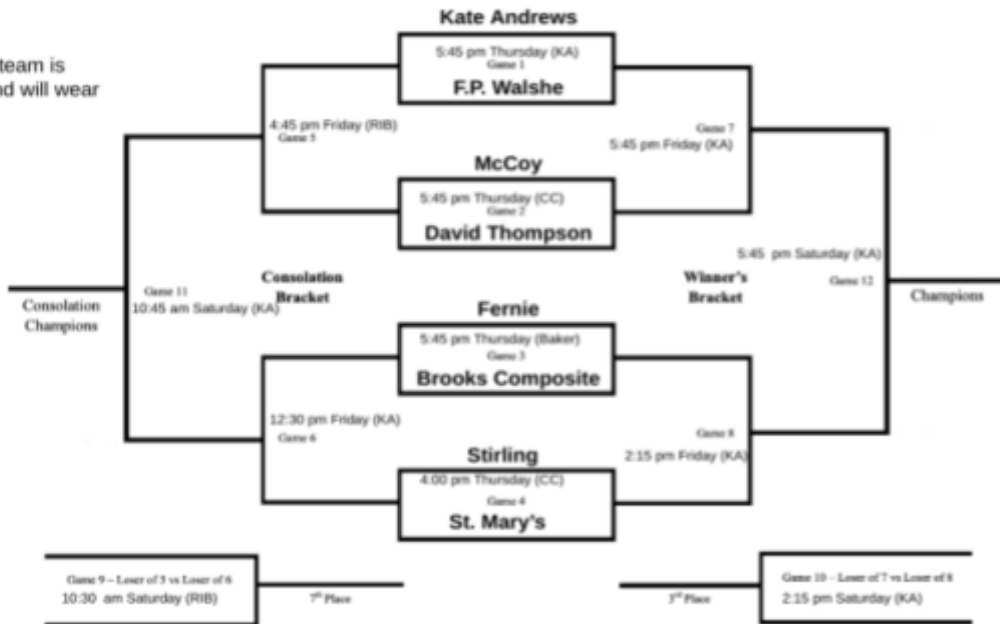 Kate Andrews
5:45 pm Thursday (KA)
Game 1
F.P. Walshe
team is
nd will wear
4:45 pm Friday (RIB)
Game 5
Game 7
5:45 pm Friday (KA)
McCoy
5:45 pm Thursday (CC)
Game 2
David Thompson
5:45 pm Saturday (KA)
Game 12
Champions
Consolation
Bracket
Winner's
Bracket
Game 11
10:45 am Saturday (KA)
Consolation
Champions
Fernie
5:45 pm Thursday (Baker)
Game 3
Brooks Composite
12:30 pm Friday (KA)
Game 6
Game 8
2:15 pm Friday (KA)
Stirling
4:00 pm Thursday (CC)
Game 4
St. Mary's
Game 9 – Loser of 5 vs Loser of 6
10:30 am Saturday (RIB)
7th Place
3rd Place
Game 10 – Loser of 7 vs Loser of 8
2:15 pm Saturday (KA)